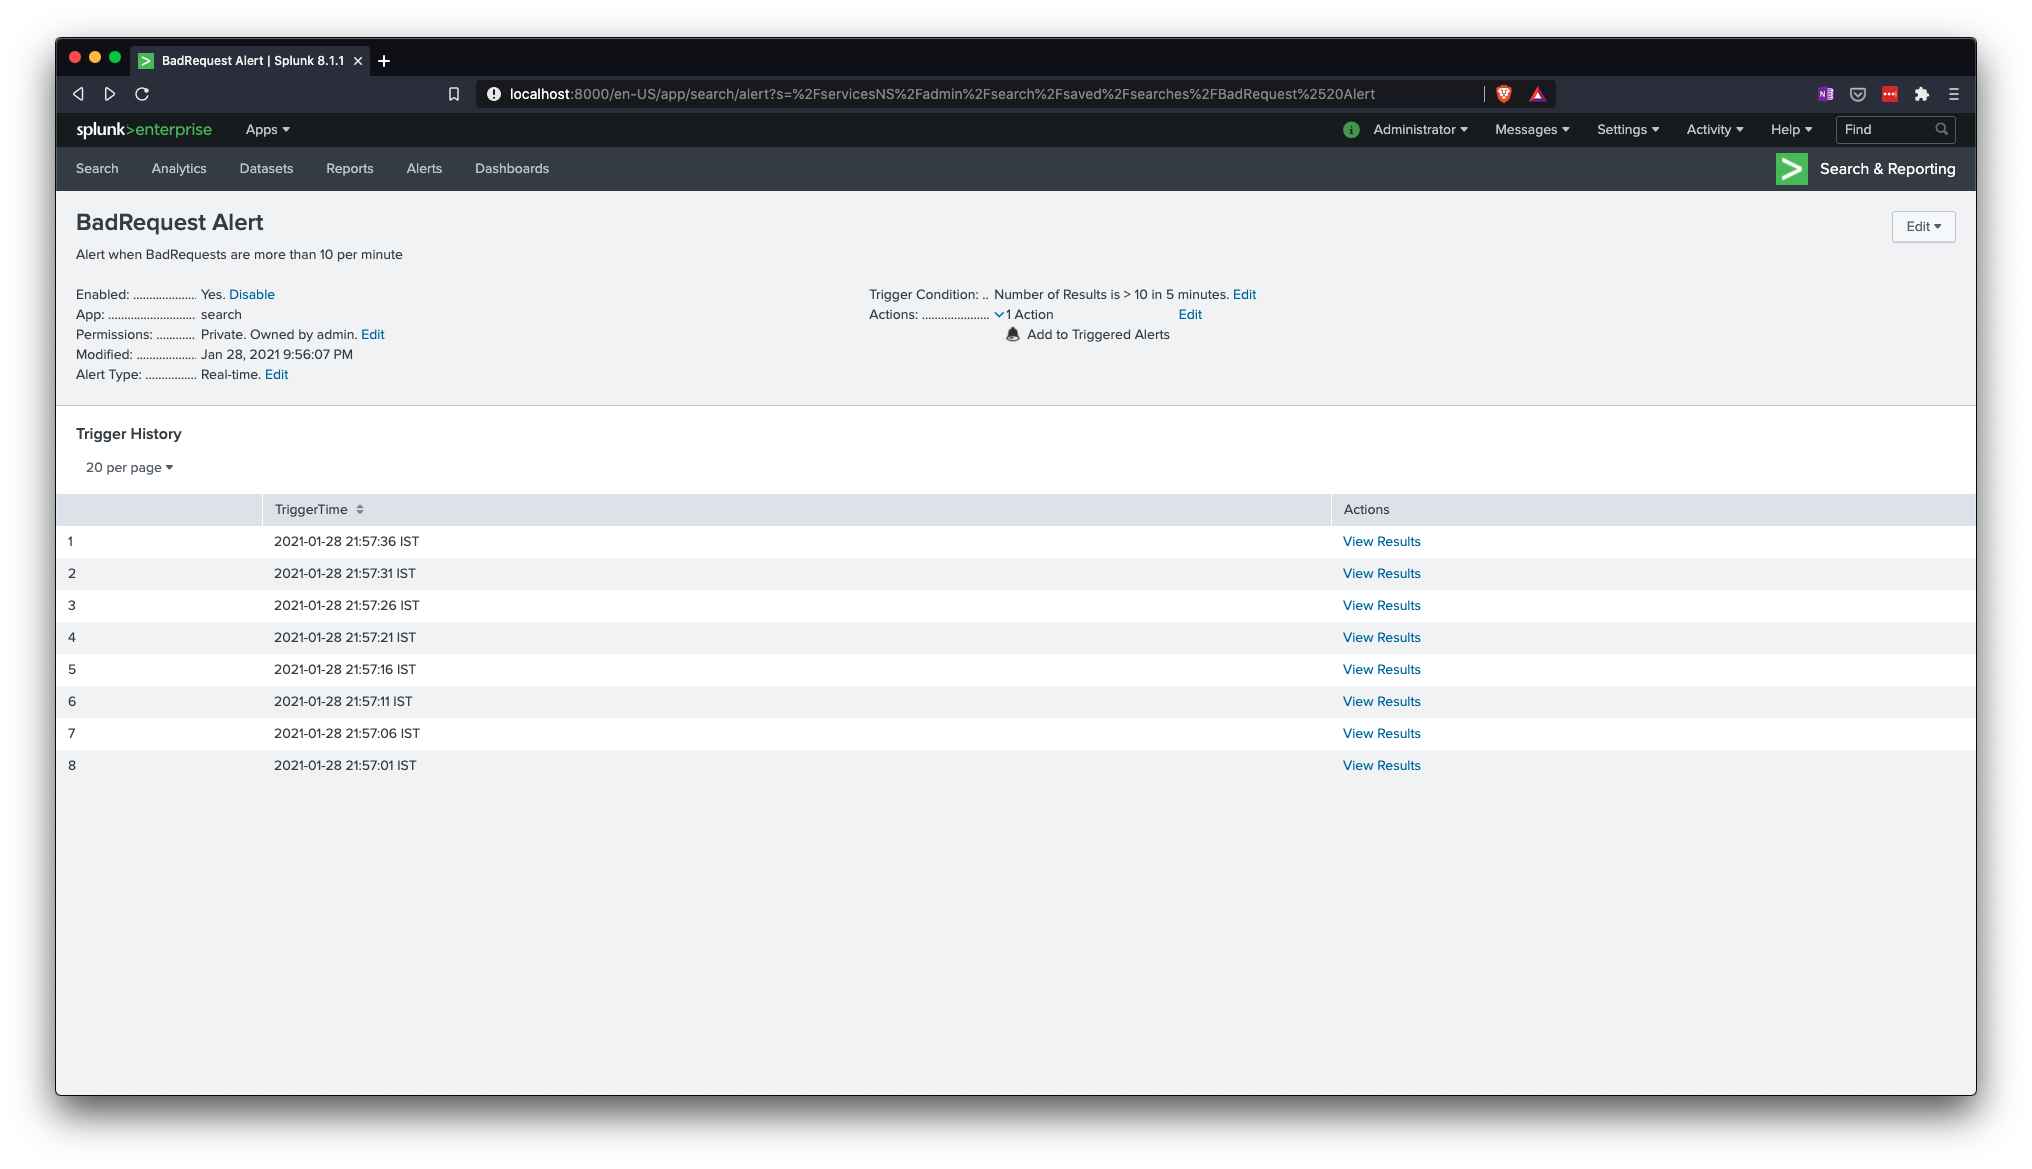 BadRequest Alert | Splunk 8.1.1
localhost:8000/en-US/app/search/alert?s=%2FservicesNS%2Fadmin%2Fsearch%2Fsaved%2Fsearches%2FBadRequest%2520Alert
splunk>enterprise Apps Administrator Messages Settings Activity Help Find
Search Analytics Datasets Reports Alerts Dashboards Search & Reporting
BadRequest Alert
Edit
Alert when BadRequests are more than 10 per minute
Enabled: ................... Yes. Disable
App: ........................... search
Permissions: ............ Private. Owned by admin. Edit
Modified: .................. Jan 28, 2021 9:56:07 PM
Alert Type: ................ Real-time. Edit
Trigger Condition: .. Number of Results is > 10 in 5 minutes. Edit
Actions: ..................... 1 Action Edit
Add to Triggered Alerts
Trigger History
20 per page
TriggerTime Actions
1 2021-01-28 21:57:36 IST View Results
2 2021-01-28 21:57:31 IST View Results
3 2021-01-28 21:57:26 IST View Results
4 2021-01-28 21:57:21 IST View Results
5 2021-01-28 21:57:16 IST View Results
6 2021-01-28 21:57:11 IST View Results
7 2021-01-28 21:57:06 IST View Results
8 2021-01-28 21:57:01 IST View Results